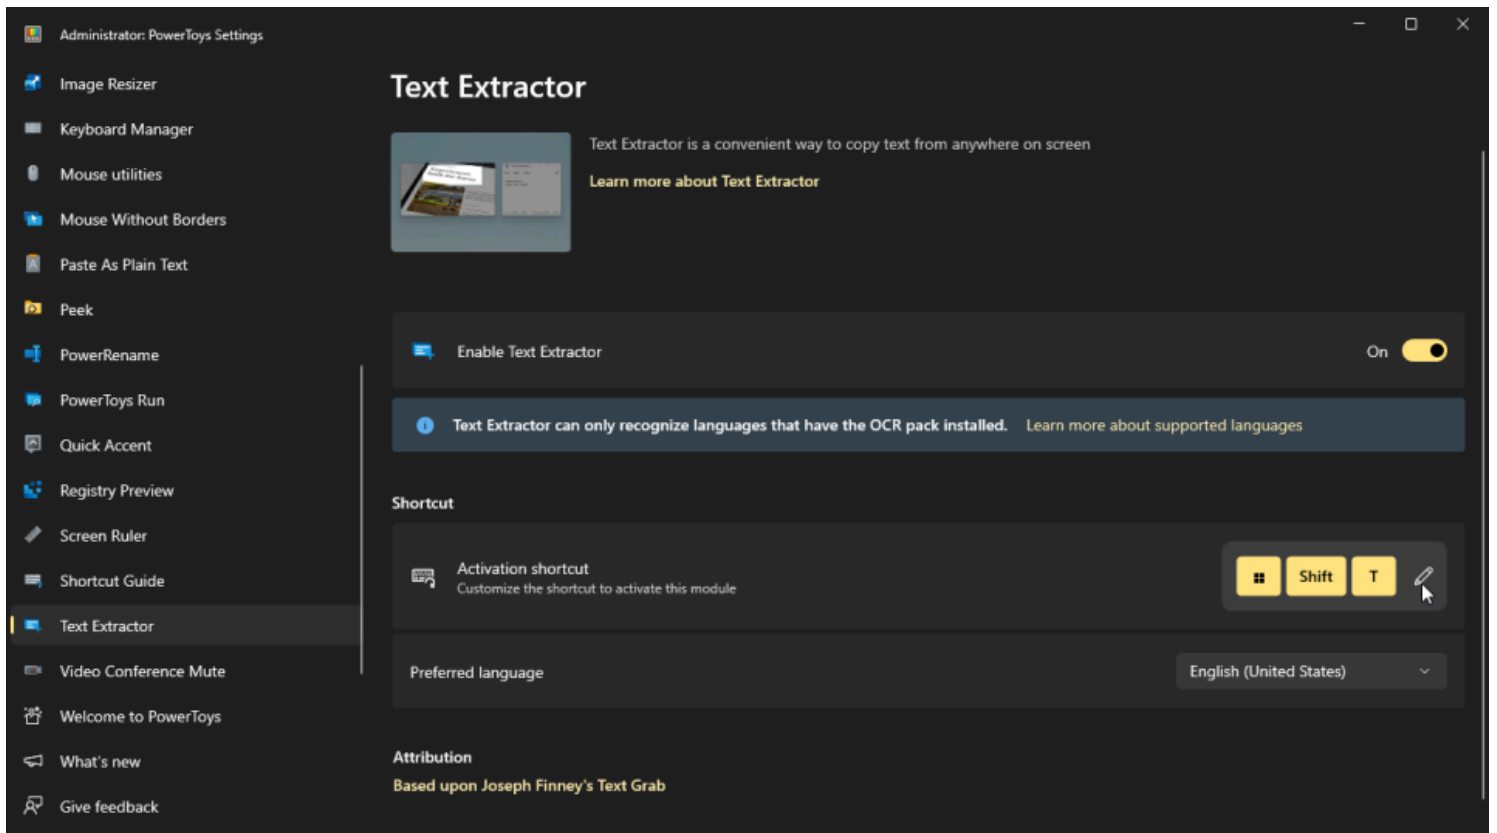 Administrator: PowerToys Settings
Image Resizer
Keyboard Manager
Mouse utilities
Mouse Without Borders
Paste As Plain Text
Peek
PowerRename
PowerToys Run
Quick Accent
Registry Preview
Screen Ruler
Shortcut Guide
Text Extractor
Video Conference Mute
Welcome to PowerToys
What's new
Give feedback
Text Extractor
Text Extractor is a convenient way to copy text from anywhere on screen
Learn more about Text Extractor
Enable Text Extractor
On
Text Extractor can only recognize languages that have the OCR pack installed. Learn more about supported languages
Shortcut
Activation shortcut
Customize the shortcut to activate this module
Shift T
Preferred language
English (United States)
Attribution
Based upon Joseph Finney's Text Grab